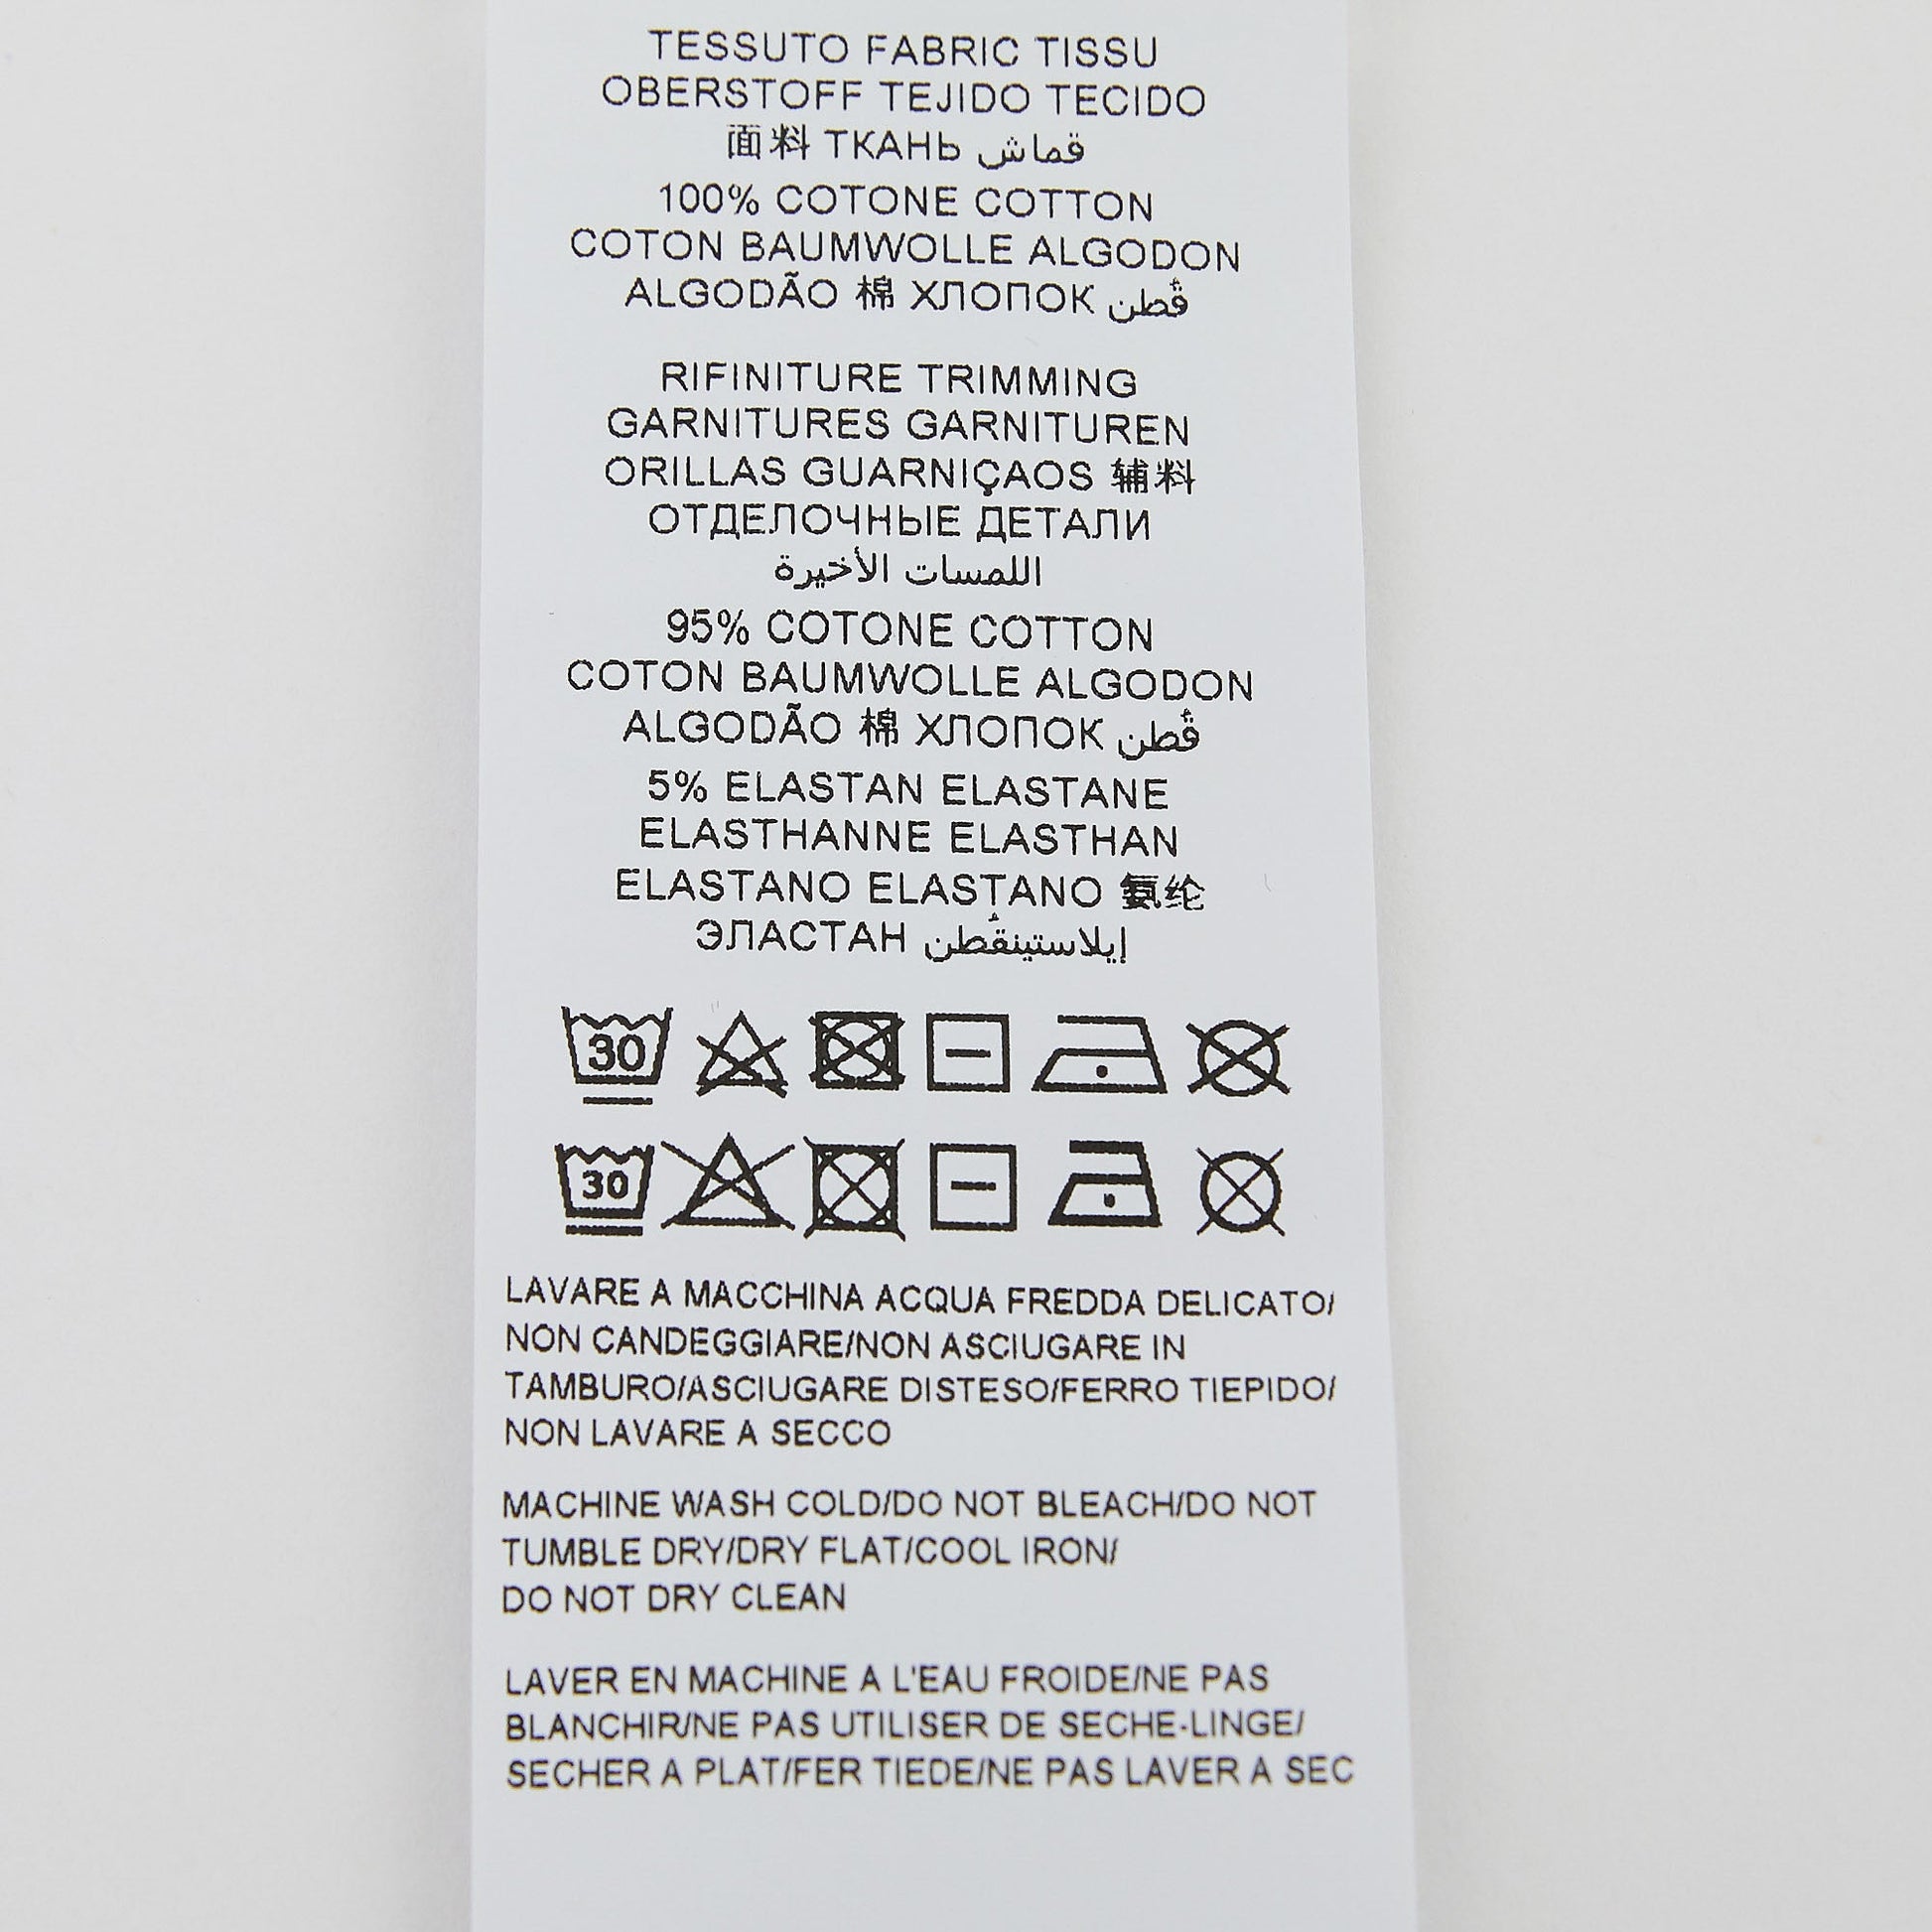 TESSUTO FABRIC TISSU
OBERSTOFF TEJIDO TECIDO
面料 ТКАНЬ قماش
100% COTONE COTTON
COTON BAUMWOLLE ALGODON
ALGODÃO 棉 ХЛОПОК قُطن
RIFINITURE TRIMMING
GARNITURES GARNITUREN
ORILLAS GUARNIÇAOS 辅料
ОТДЕЛОЧНЫЕ ДЕТАЛИ
اللمسات الأخيرة
95% COTONE COTTON
COTON BAUMWOLLE ALGODON
ALGODÃO 棉 ХЛОПОК قُطن
5% ELASTAN ELASTANE
ELASTHANNE ELASTHAN
ELASTANO ELASTANO 氨纶
ЭЛАСТАН إيلاستينقُطن
30
30
LAVARE A MACCHINA ACQUA FREDDA DELICATO/
NON CANDEGGIARE/NON ASCIUGARE IN
TAMBURO/ASCIUGARE DISTESO/FERRO TIEPIDO/
NON LAVARE A SECCO
MACHINE WASH COLD/DO NOT BLEACH/DO NOT
TUMBLE DRY/DRY FLAT/COOL IRON/
DO NOT DRY CLEAN
LAVER EN MACHINE A L'EAU FROIDE/NE PAS
BLANCHIR/NE PAS UTILISER DE SECHE-LINGE/
SECHER A PLAT/FER TIEDE/NE PAS LAVER A SEC